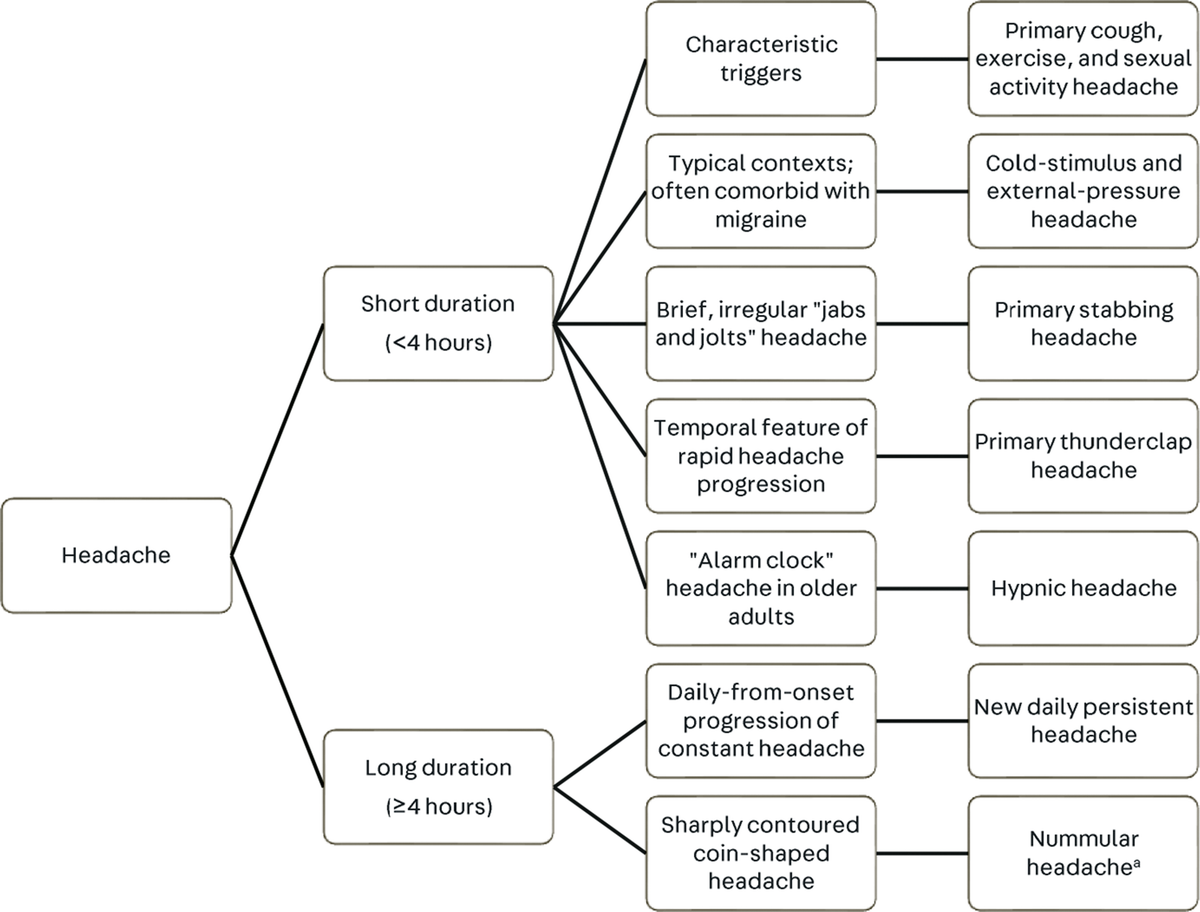 Headache
Short duration
(<4 hours)
Characteristic
triggers
Primary cough,
exercise, and sexual
activity headache
Typical contexts;
often comorbid with
migraine
Cold-stimulus and
external-pressure
headache
Brief, irregular "jabs
and jolts" headache
Primary stabbing
headache
Temporal feature of
rapid headache
progression
Primary thunderclap
headache
"Alarm clock"
headache in older
adults
Hypnic headache
Long duration
(≥4 hours)
Daily-from-onset
progression of
constant headache
New daily persistent
headache
Sharply contoured
coin-shaped
headache
Nummular
headacheᵃ